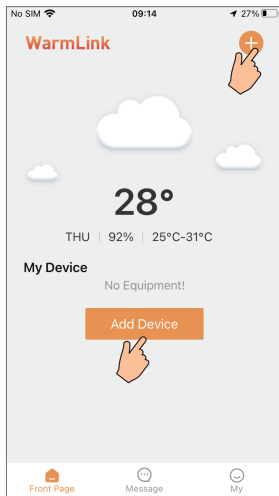 No SIM 09:14 27%
WarmLink
28°
THU | 92% | 25°C-31°C
My Device
No Equipment!
Add Device
Front Page Message My